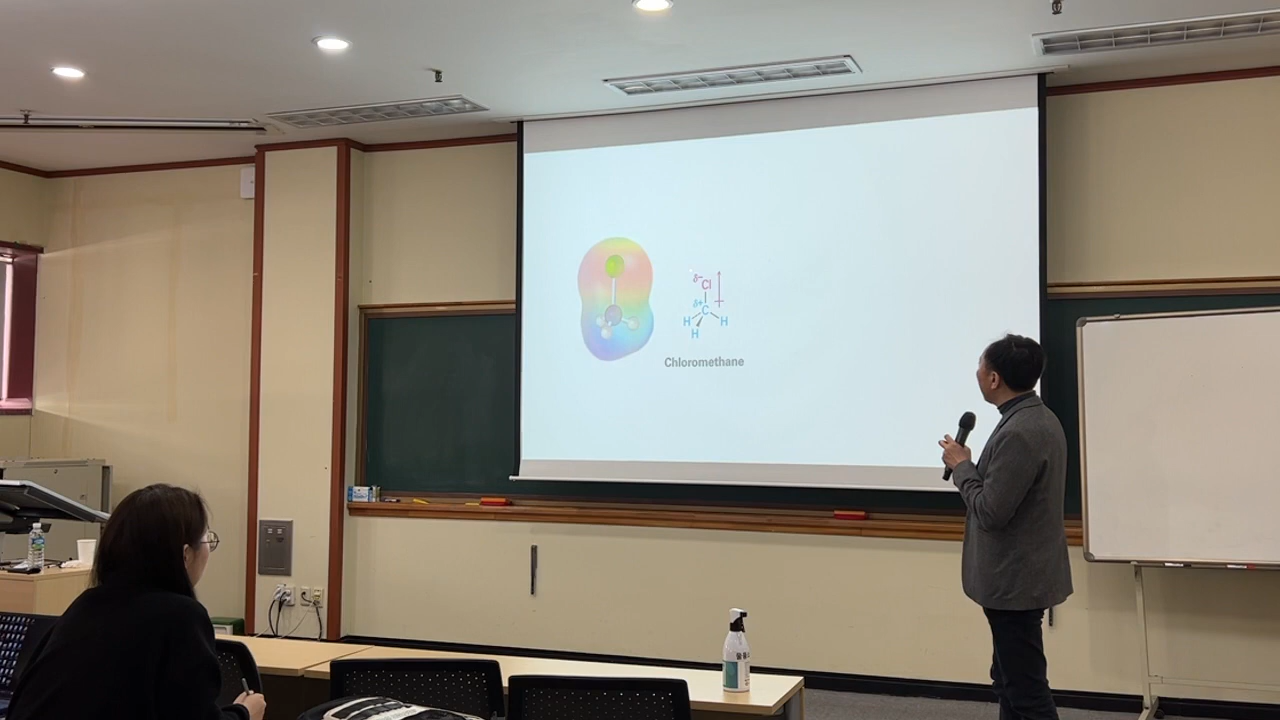 δ−
Cl
δ+
C
H H
H
Chloromethane